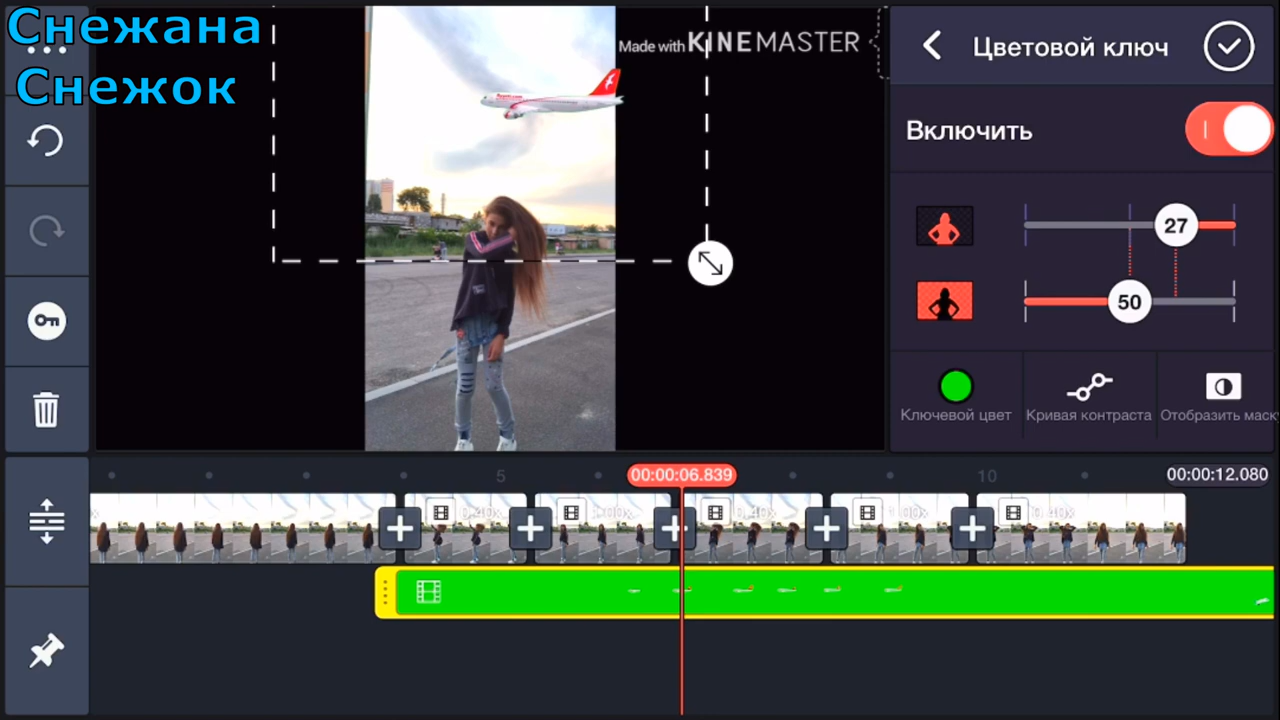 Снежана
Снежок
Made with KINEMASTER
Цветовой ключ
Включить
27
50
Ключевой цвет
Кривая контраста
Отобразить маск
5
00:00:06.839
10
00:00:12.080